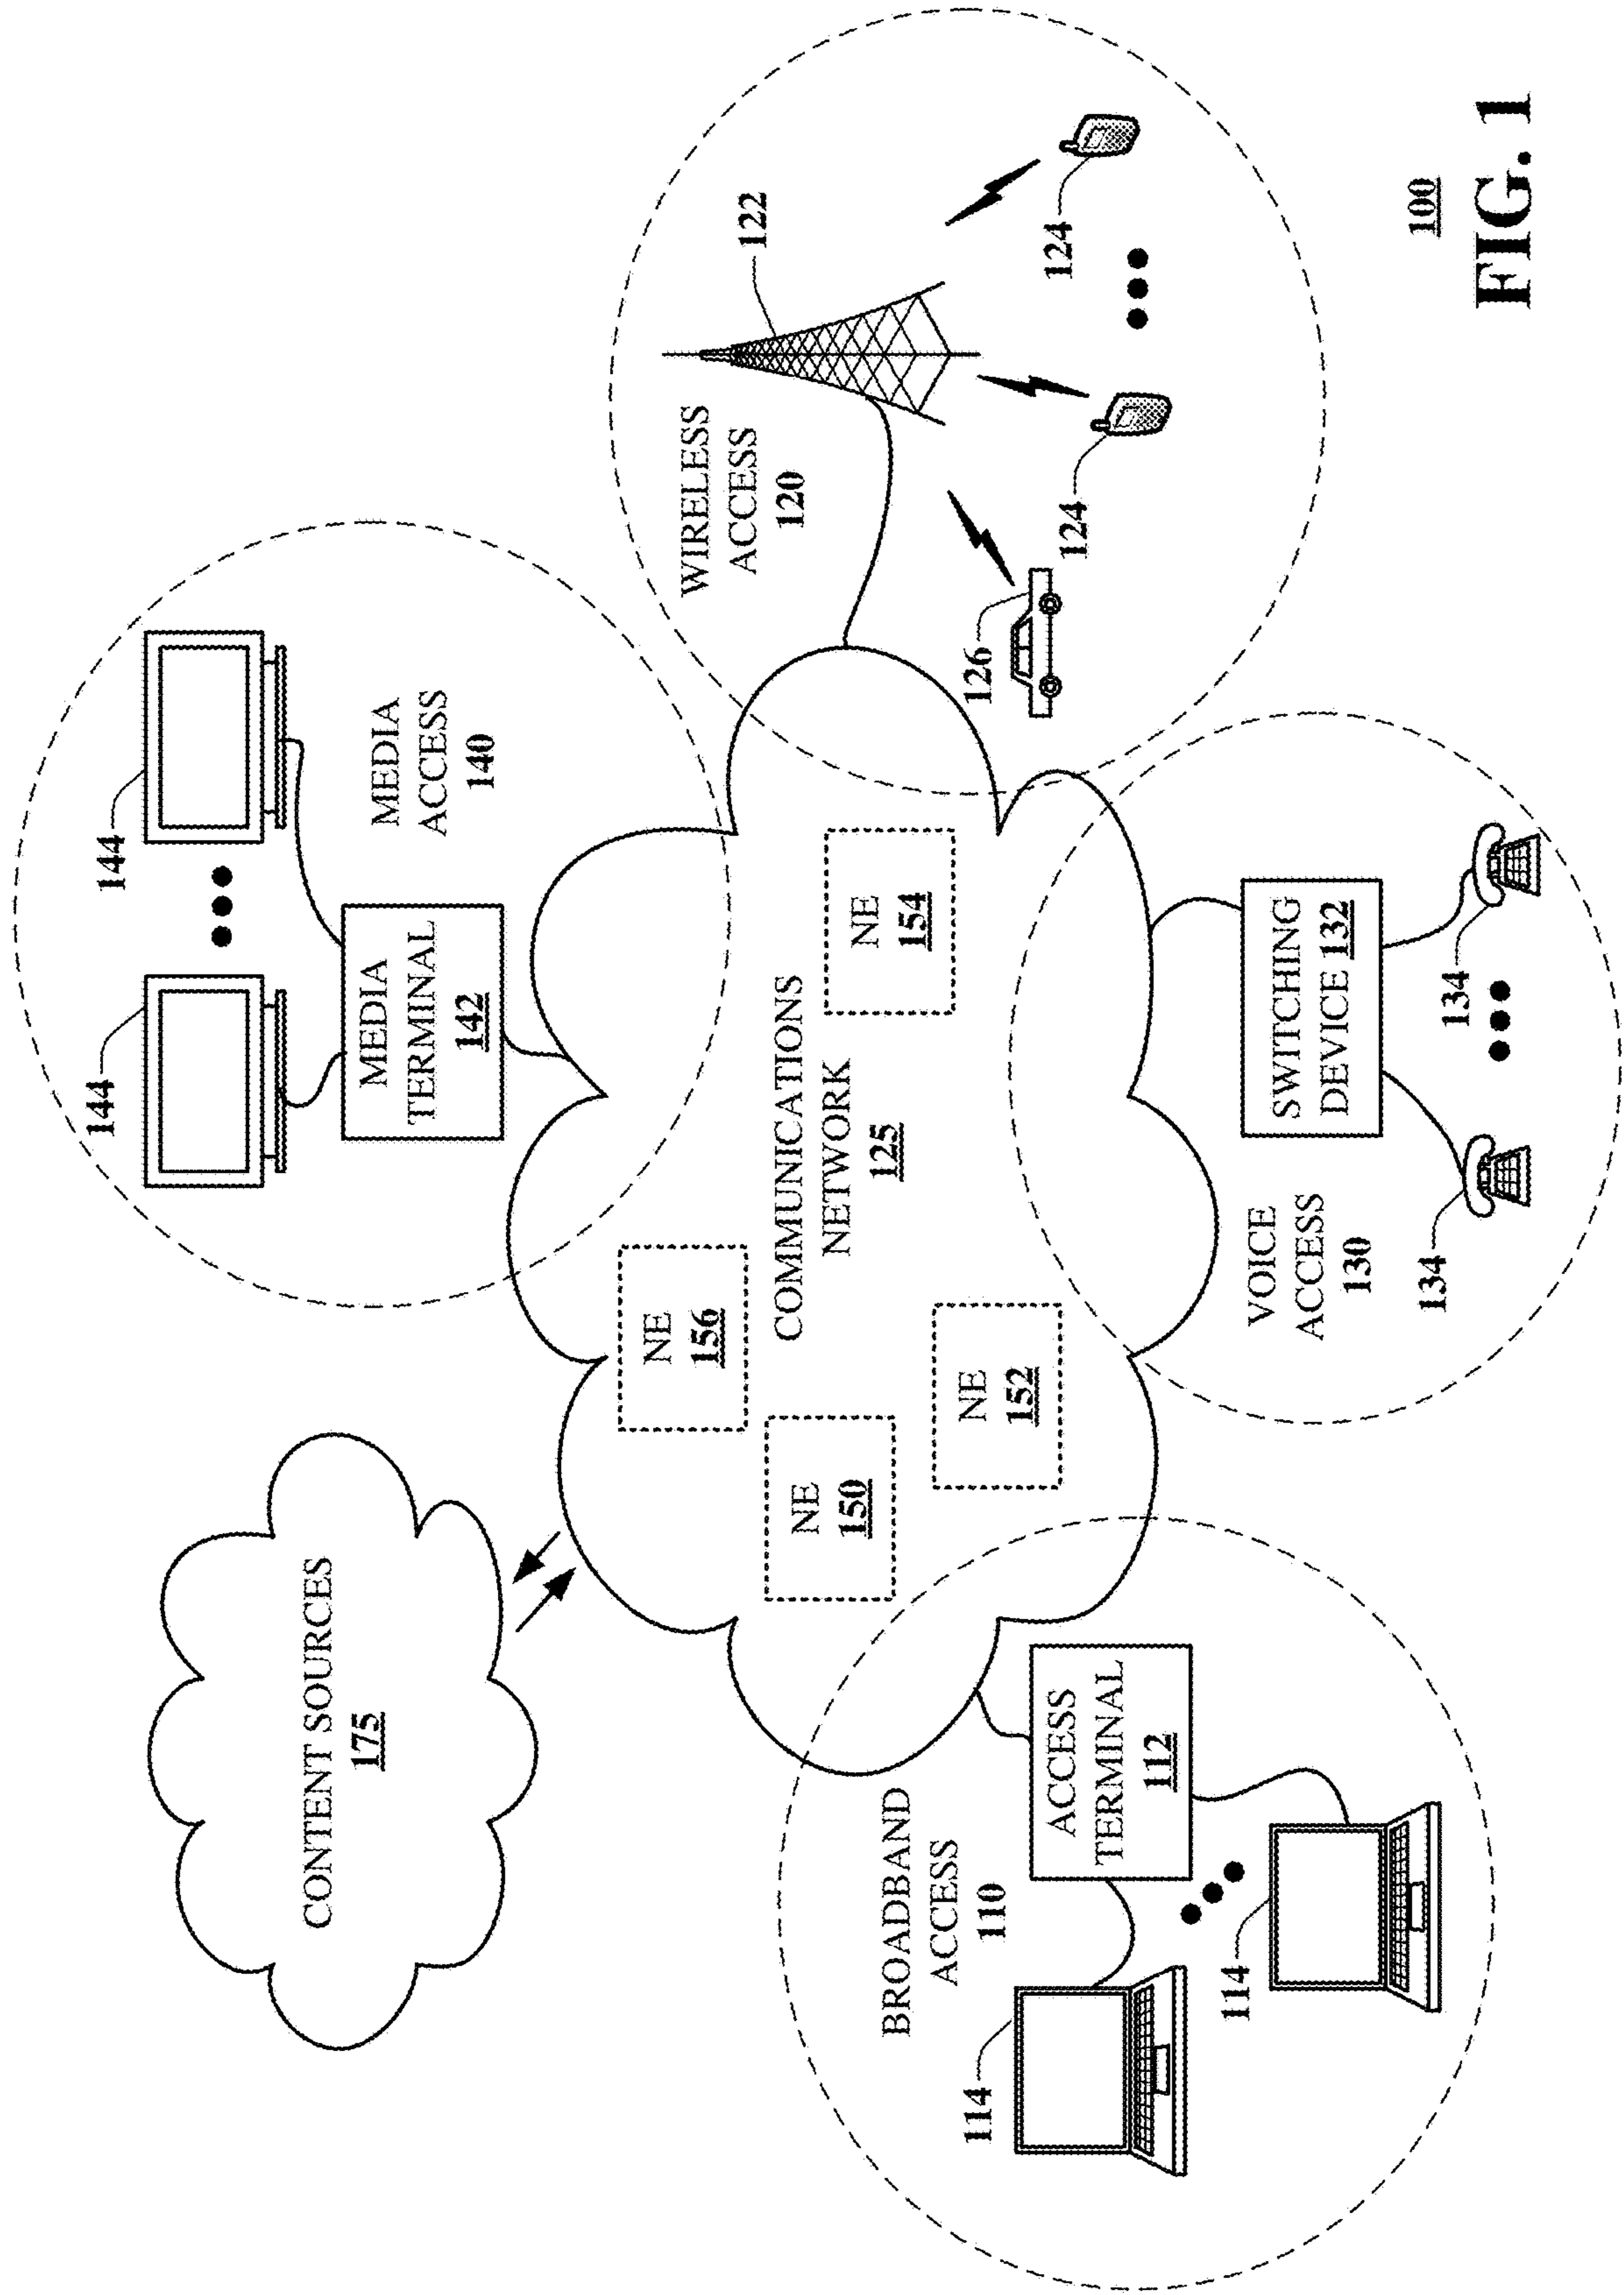 144
144
MEDIA
TERMINAL
142
MEDIA
ACCESS
140
CONTENT SOURCES
175
WIRELESS
ACCESS
120
122
124
124
126
NE
156
NE
150
NE
152
NE
154
COMMUNICATIONS
NETWORK
125
BROADBAND
ACCESS
110
ACCESS
TERMINAL
112
114
114
VOICE
ACCESS
130
SWITCHING
DEVICE 132
134
134
100
FIG. 1